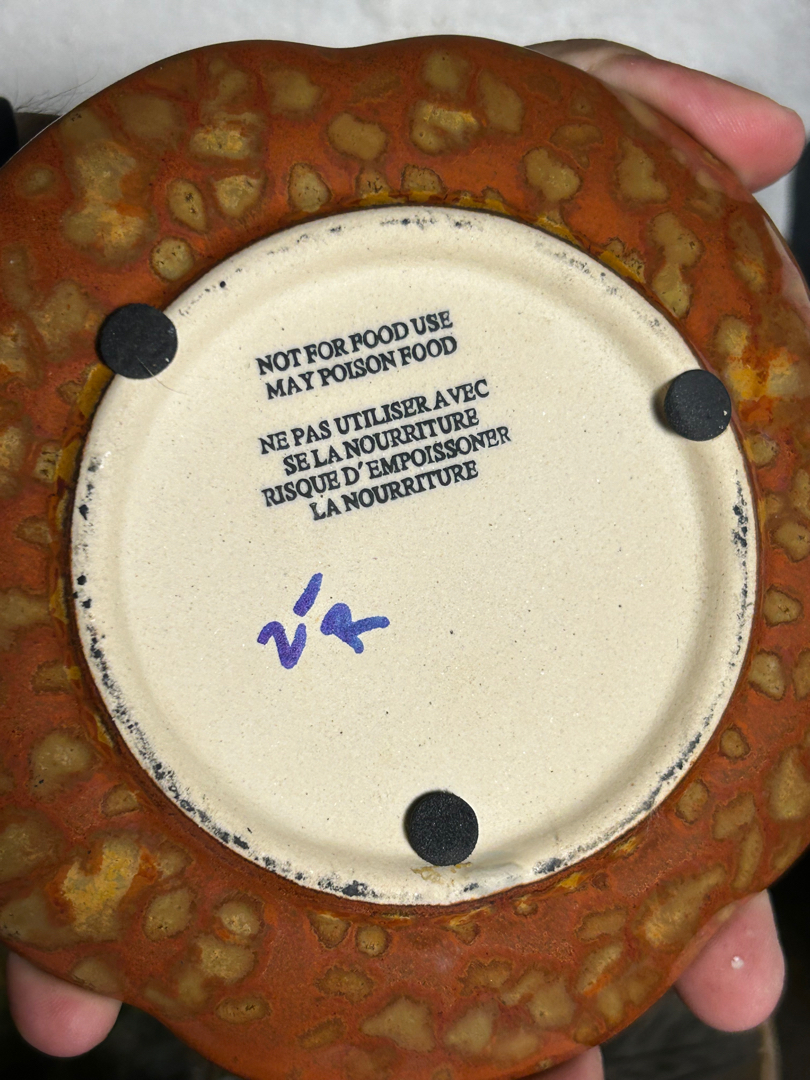 NOT FOR FOOD USE
MAY POISON FOOD
NE PAS UTILISER AVEC
SE LA NOURRITURE
RISQUE D'EMPOISSONER
LA NOURRITURE
2-R